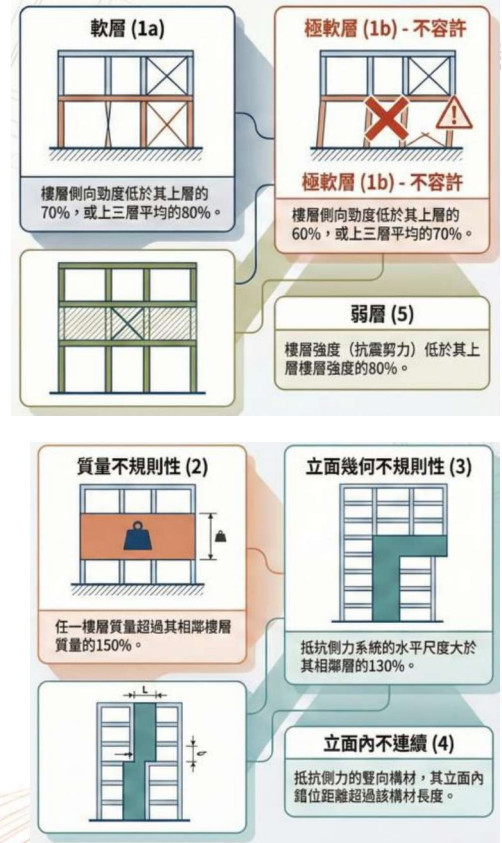 軟層 (1a)
樓層側向勁度低於其上層的
70%，或上三層平均的80%。
極軟層 (1b) - 不容許
極軟層 (1b) - 不容許
樓層側向勁度低於其上層的
60%，或上三層平均的70%。
弱層 (5)
樓層強度（抗震剪力）低於其上
層樓層強度的80%。
質量不規則性 (2)
任一樓層質量超過其相鄰樓層
質量的150%。
立面幾何不規則性 (3)
抵抗側力系統的水平尺度大於
其相鄰層的130%。
L
立面內不連續 (4)
抵抗側力的豎向構材，其立面內
錯位距離超過該構材長度。